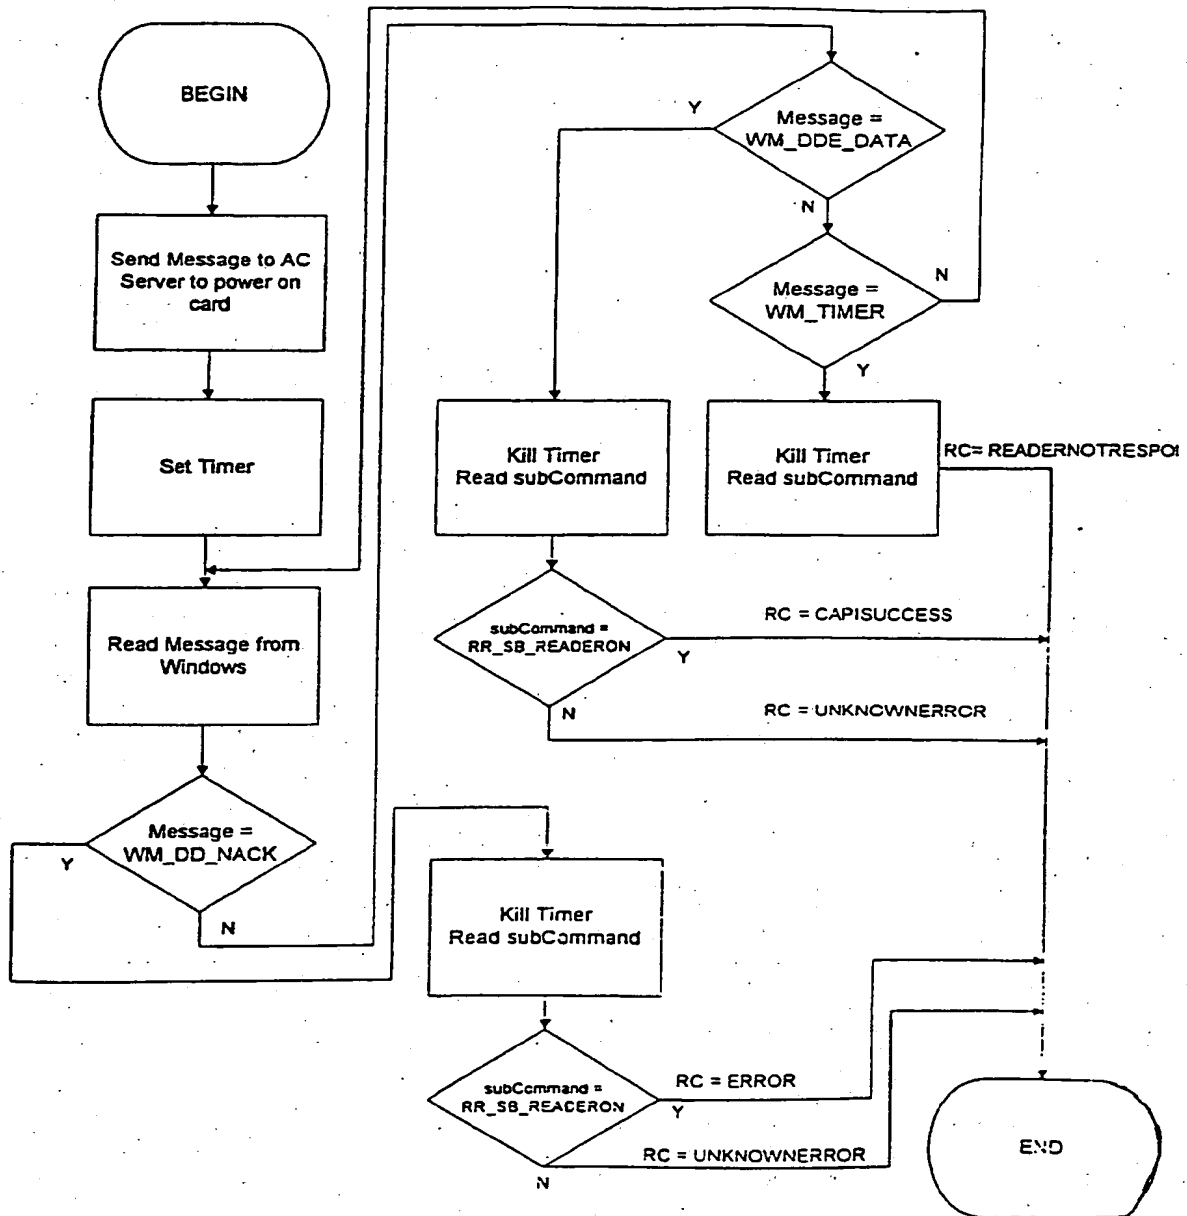 BEGIN
Send Message to AC
Server to power on
card
Set Timer
Read Message from
Windows
Message =
WM_DD_NACK
Y
N
Message =
WM_DDE_DATA
Y
N
Message =
WM_TIMER
N
Y
Kill Timer
Read subCommand
Kill Timer
Read subCommand
RC= READERNOTRESPO
subCommand =
RR_SB_READERON
RC = CAPISUCCESS
Y
N
RC = UNKNOWNERROR
Kill Timer
Read subCommand
subCommand =
RR_SB_READERON
RC = ERROR
Y
RC = UNKNOWNERROR
N
END